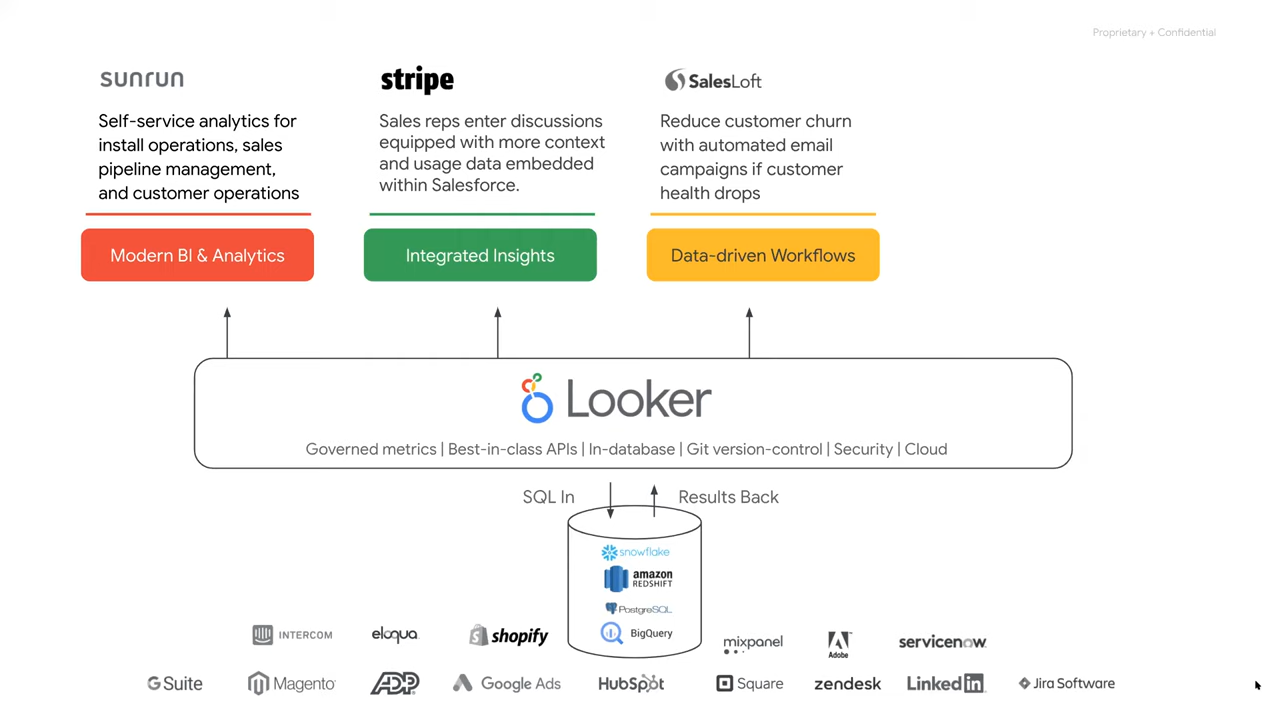 Proprietary + Confidential
sunrun
stripe
SalesLoft
Self-service analytics for
install operations, sales
pipeline management,
and customer operations
Sales reps enter discussions
equipped with more context
and usage data embedded
within Salesforce.
Reduce customer churn
with automated email
campaigns if customer
health drops
Modern BI & Analytics
Integrated Insights
Data-driven Workflows
Looker
Governed metrics | Best-in-class APIs | In-database | Git version-control | Security | Cloud
SQL In
Results Back
snowflake
amazon
REDSHIFT
PostgreSQL
BigQuery
INTERCOM
eloqua
shopify
mixpanel
Adobe
servicenow
G Suite
Magento
ADP
Google Ads
HubSpot
Square
zendesk
LinkedIn
Jira Software